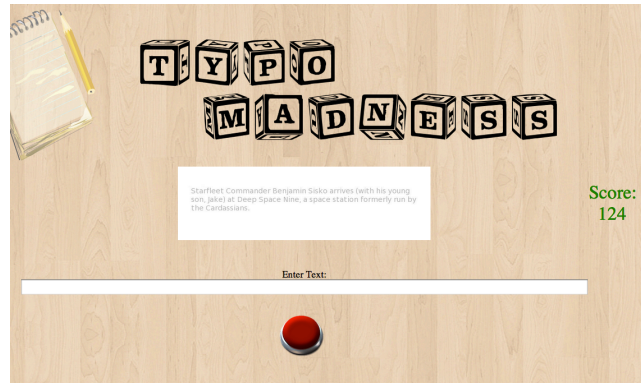 TYPO
MADNESS
Starfleet Commander Benjamin Sisko arrives (with his young
son, Jake) at Deep Space Nine, a space station formerly run by
the Cardassians.
Score:
124
Enter Text: